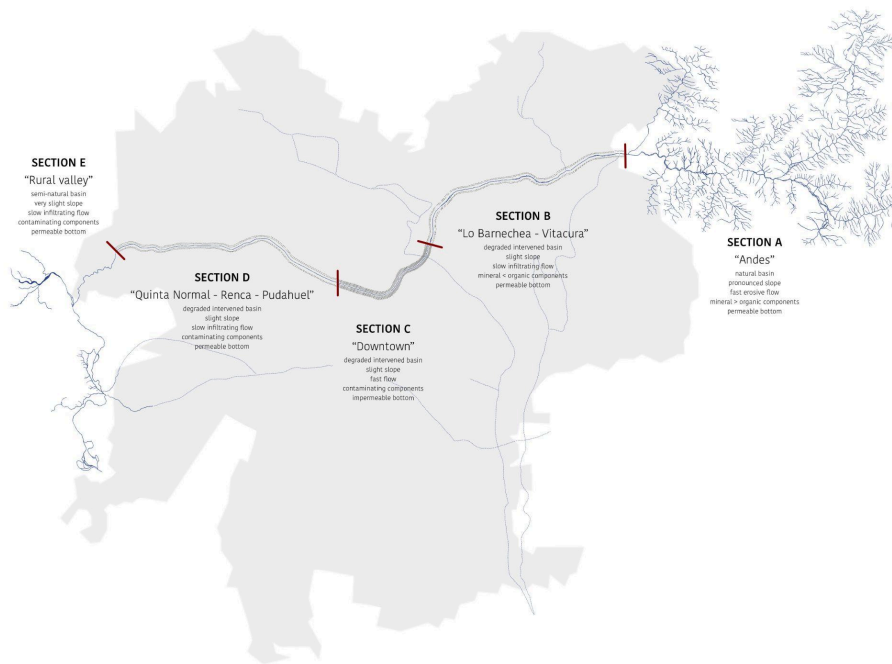 SECTION E
“Rural valley”
semi-natural basin
very slight slope
slow infiltrating flow
contaminating components
permeable bottom
SECTION D
“Quinta Normal - Renca - Pudahuel”
degraded intervened basin
slight slope
slow infiltrating flow
contaminating components
permeable bottom
SECTION C
“Downtown”
degraded intervened basin
slight slope
fast flow
contaminating components
impermeable bottom
SECTION B
“Lo Barnechea - Vitacura”
degraded intervened basin
slight slope
slow infiltrating flow
mineral < organic components
permeable bottom
SECTION A
“Andes”
natural basin
pronounced slope
fast erosive flow
mineral > organic components
permeable bottom